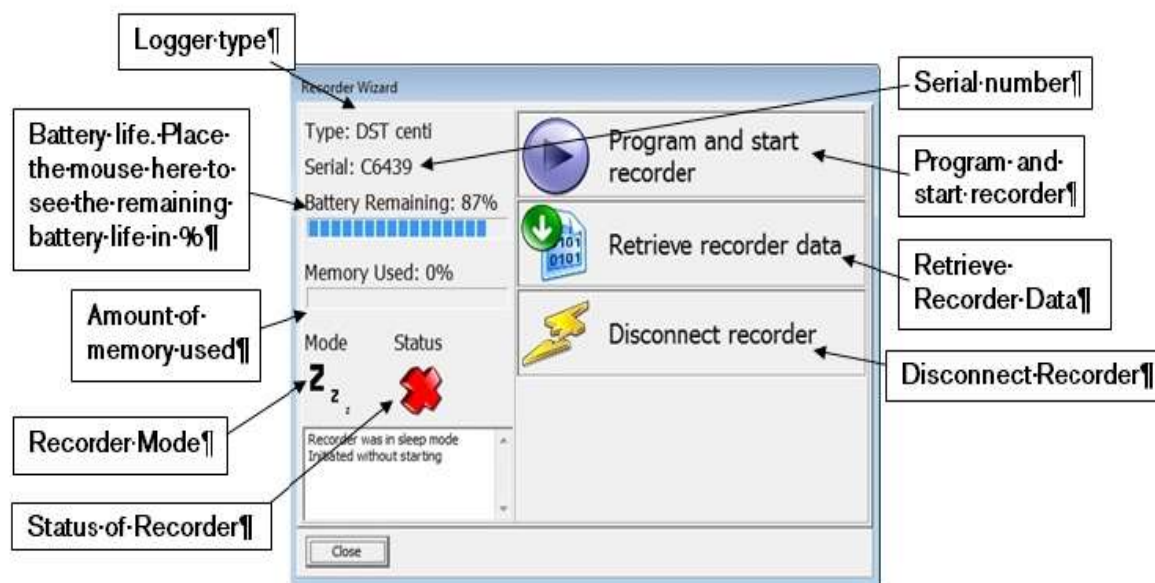 Logger·type¶
Battery·life.·Place·
the·mouse·here·to·
see·the·remaining·
battery·life·in·%¶
Amount·of·
memory·used¶
Recorder·Mode¶
Status·of·Recorder¶
Recorder Wizard
Type: DST centi
Serial: C6439
Battery Remaining: 87%
Memory Used: 0%
Mode Status
Z z z
Recorder was in sleep mode
Initiated without starting
Close
Program and start
recorder
0101
0101
Retrieve recorder data
Disconnect recorder
Serial·number¶
Program·and·
start·recorder¶
Retrieve·
Recorder·Data¶
Disconnect·Recorder¶